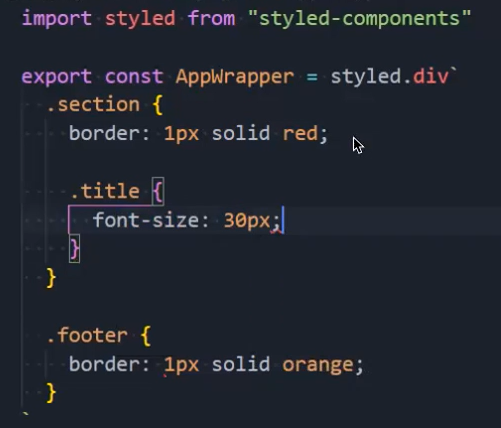 import styled from "styled-components"
export const AppWrapper = styled.div`
.section {
border: 1px solid red;
.title {
font-size: 30px;
}
}
.footer {
border: 1px solid orange;
}
`